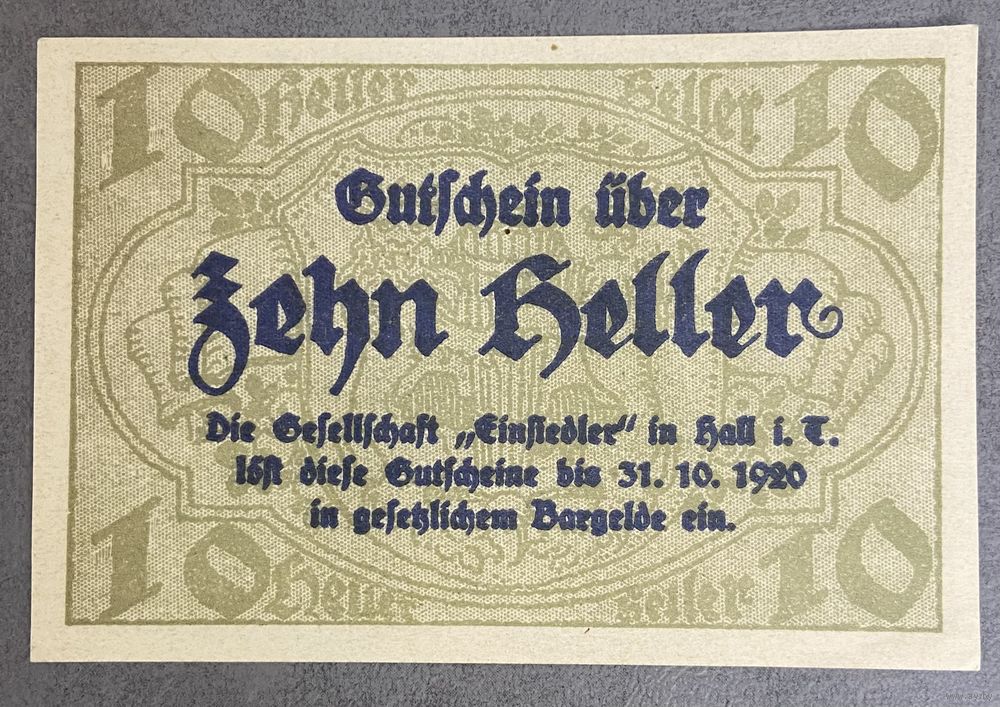 10 Heller Heller 10
Gutschein über
Zehn Heller
Die Gesellschaft „Einsiedler“ in Hall i. T.
löst diese Gutscheine bis 31. 10. 1920
in gesetzlichem Bargelde ein.
10 Heller Heller 10